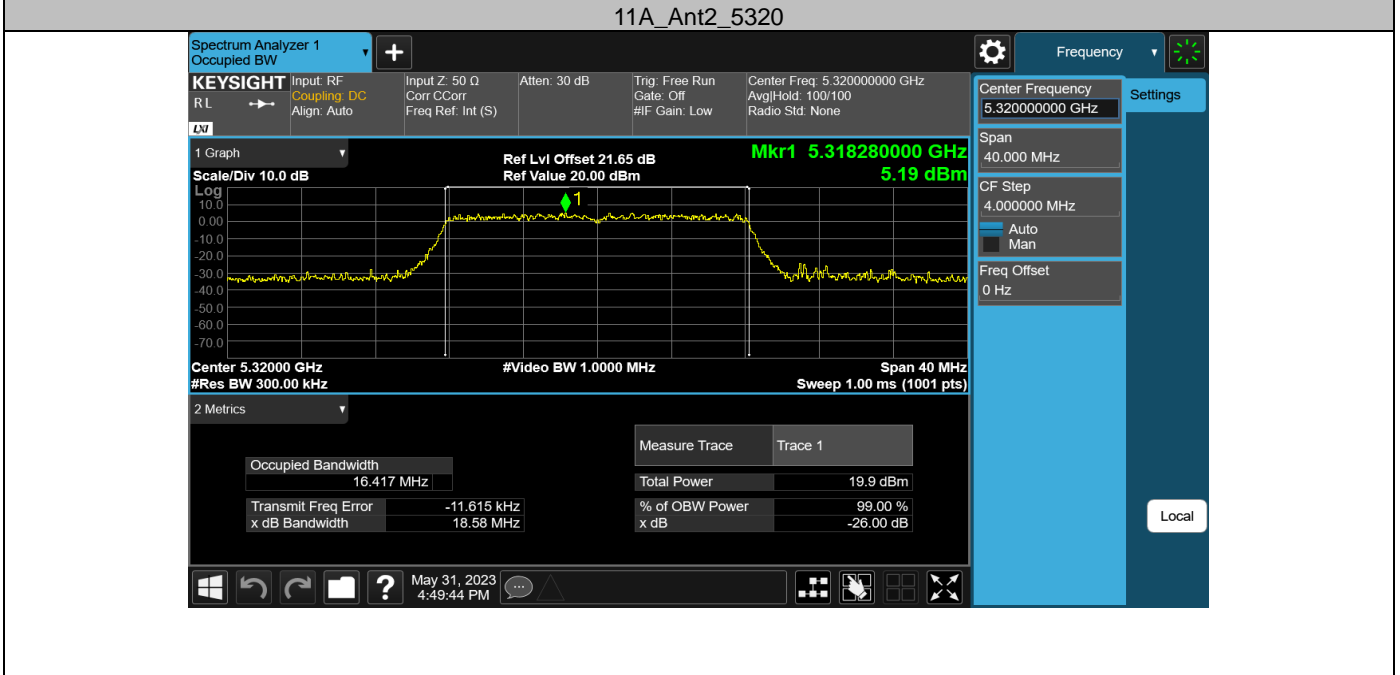 11A_Ant2_5320
Spectrum Analyzer 1
Occupied BW
Frequency
KEYSIGHT
RL
LXI
Input: RF
Coupling: DC
Align: Auto
Input Z: 50 Ω
Corr CCorr
Freq Ref: Int (S)
Atten: 30 dB
Trig: Free Run
Gate: Off
#IF Gain: Low
Center Freq: 5.320000000 GHz
Avg|Hold: 100/100
Radio Std: None
Center Frequency
5.320000000 GHz
Settings
Span
40.000 MHz
CF Step
4.000000 MHz
Auto
Man
Freq Offset
0 Hz
Local
1 Graph
Scale/Div 10.0 dB
Ref Lvl Offset 21.65 dB
Ref Value 20.00 dBm
Mkr1 5.318280000 GHz
5.19 dBm
Log
10.0
0.00
-10.0
-20.0
-30.0
-40.0
-50.0
-60.0
-70.0
1
Center 5.32000 GHz
#Res BW 300.00 kHz
#Video BW 1.0000 MHz
Span 40 MHz
Sweep 1.00 ms (1001 pts)
2 Metrics
Measure Trace Trace 1
Occupied Bandwidth
16.417 MHz
Total Power 19.9 dBm
Transmit Freq Error -11.615 kHz
x dB Bandwidth 18.58 MHz
% of OBW Power 99.00 %
x dB -26.00 dB
May 31, 2023
4:49:44 PM